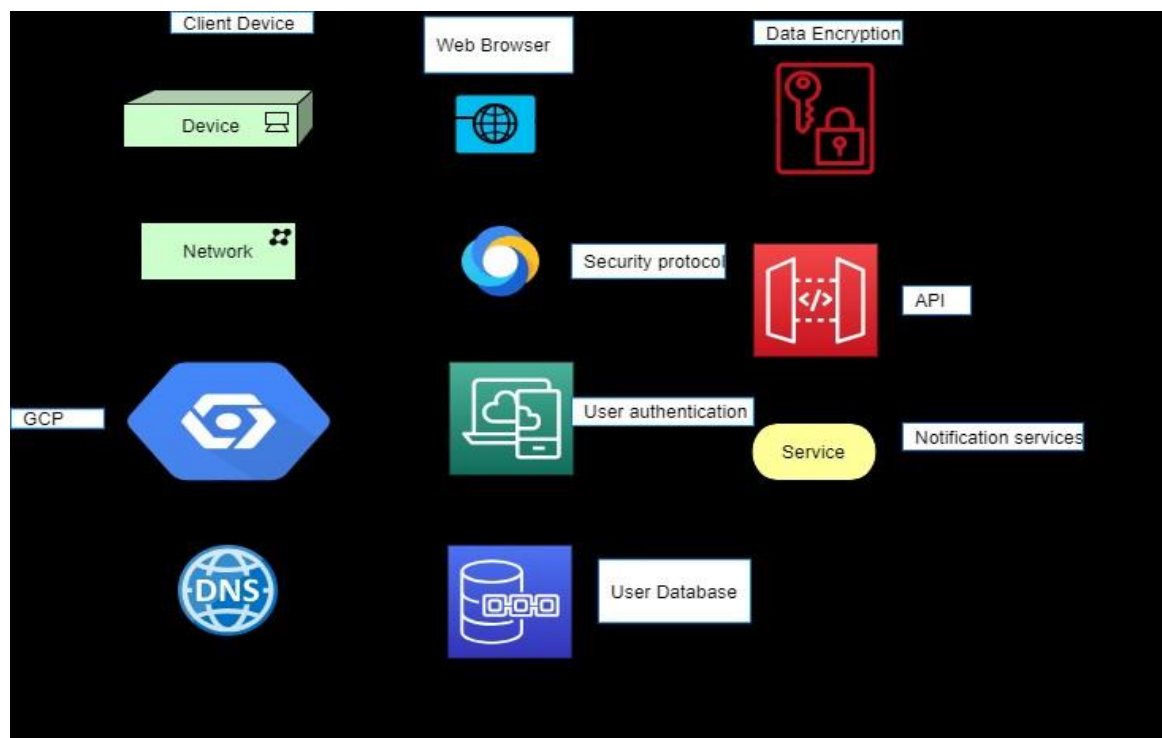 Client Device
Web Browser
Data Encryption
Device
Network
Security protocol
API
GCP
User authentication
Service
Notification services
DNS
User Database